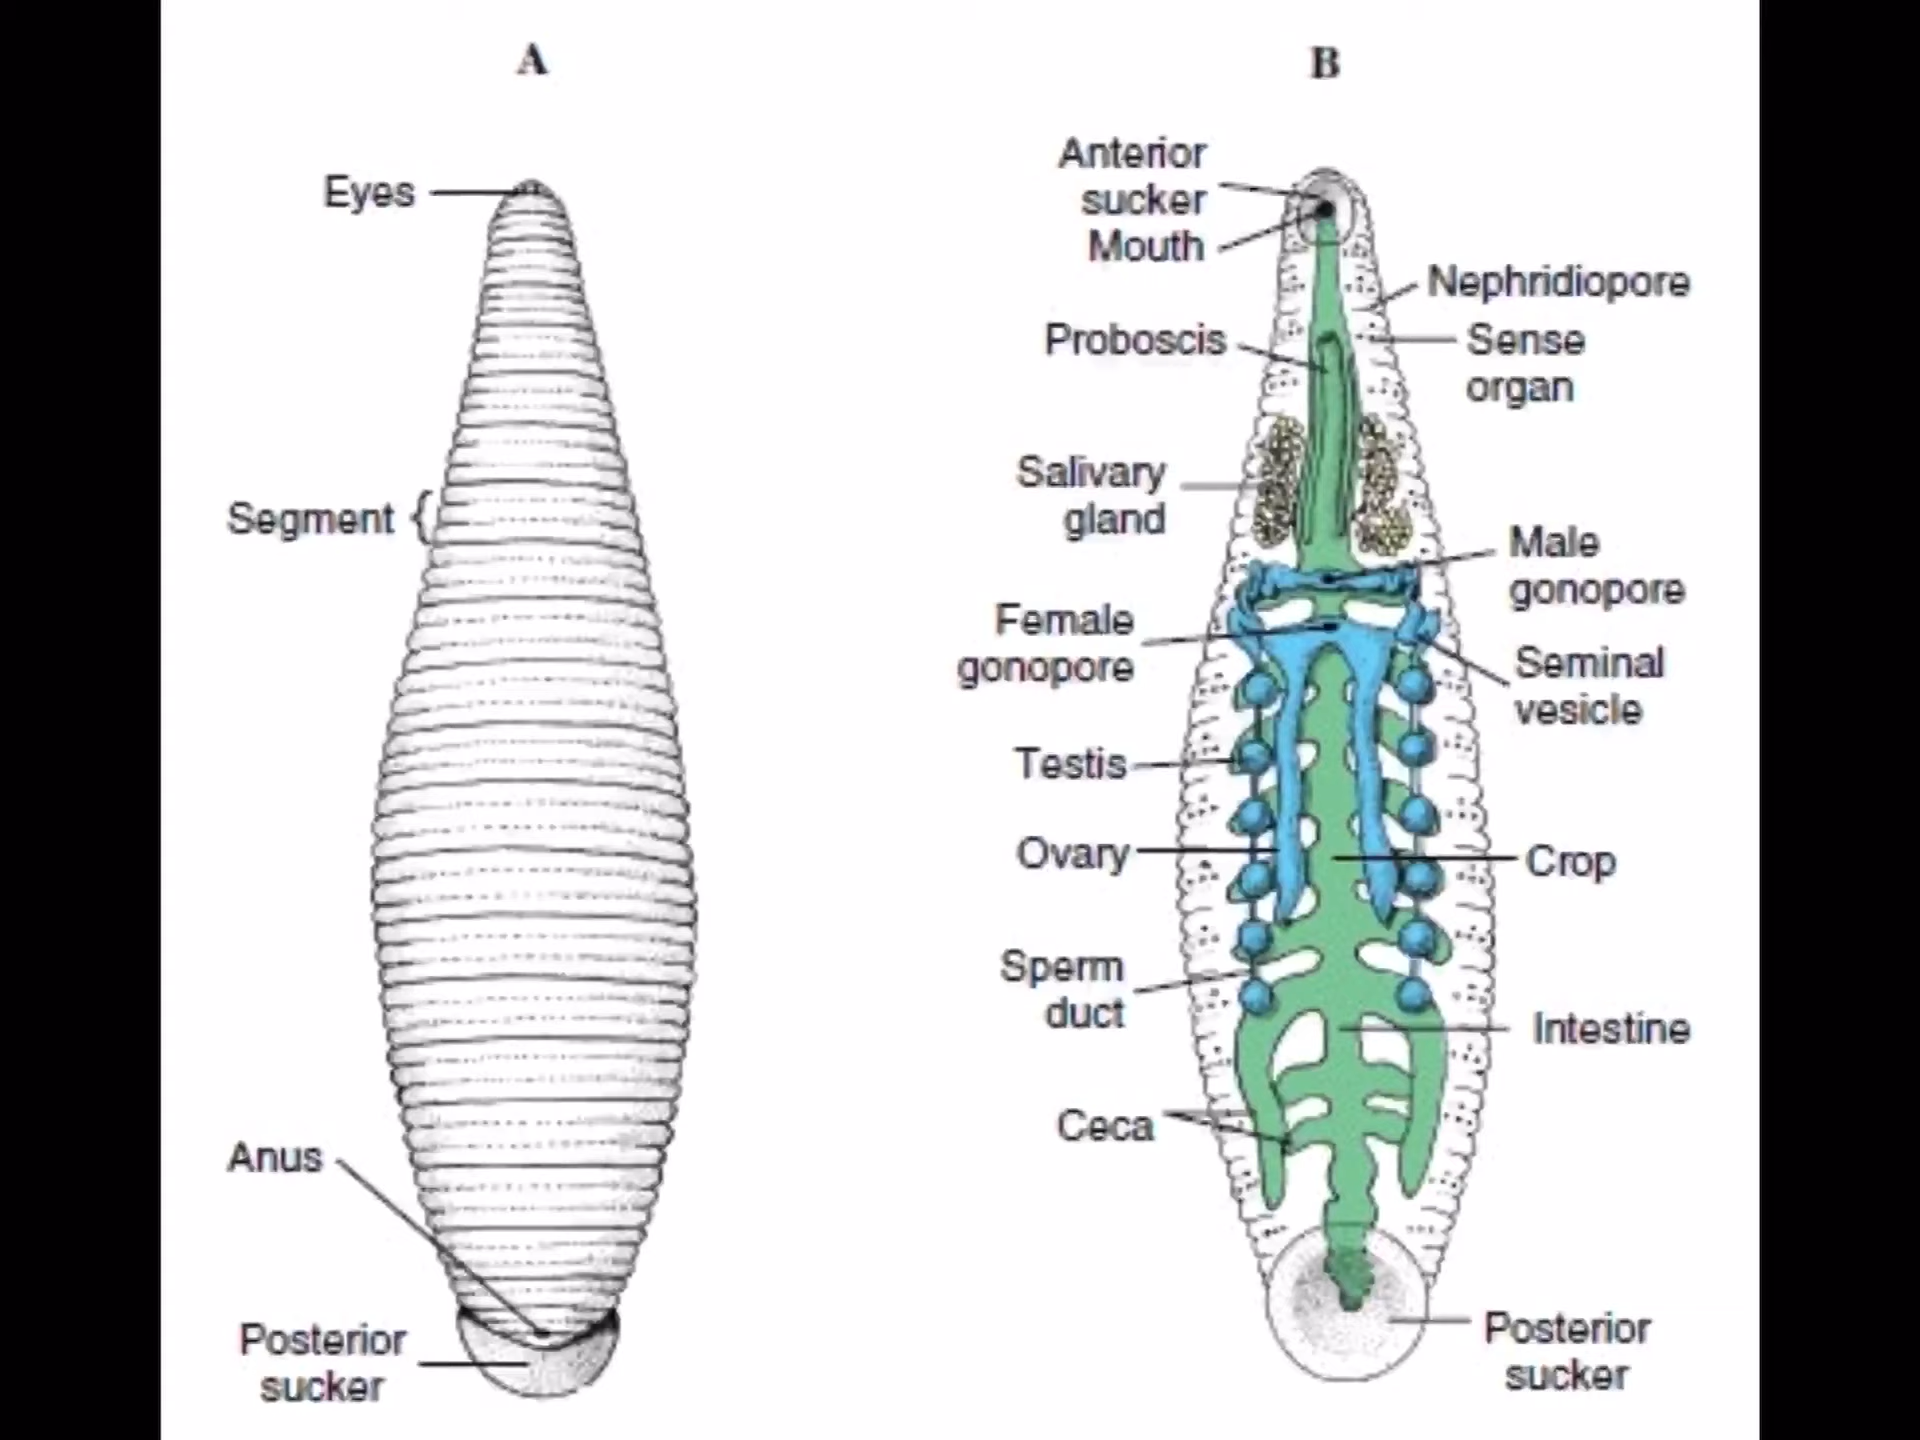 A
Eyes
Segment
Anus
Posterior
sucker
B
Anterior
sucker
Mouth
Nephridiopore
Proboscis
Sense
organ
Salivary
gland
Male
gonopore
Female
gonopore
Seminal
vesicle
Testis
Ovary
Crop
Sperm
duct
Intestine
Ceca
Posterior
sucker